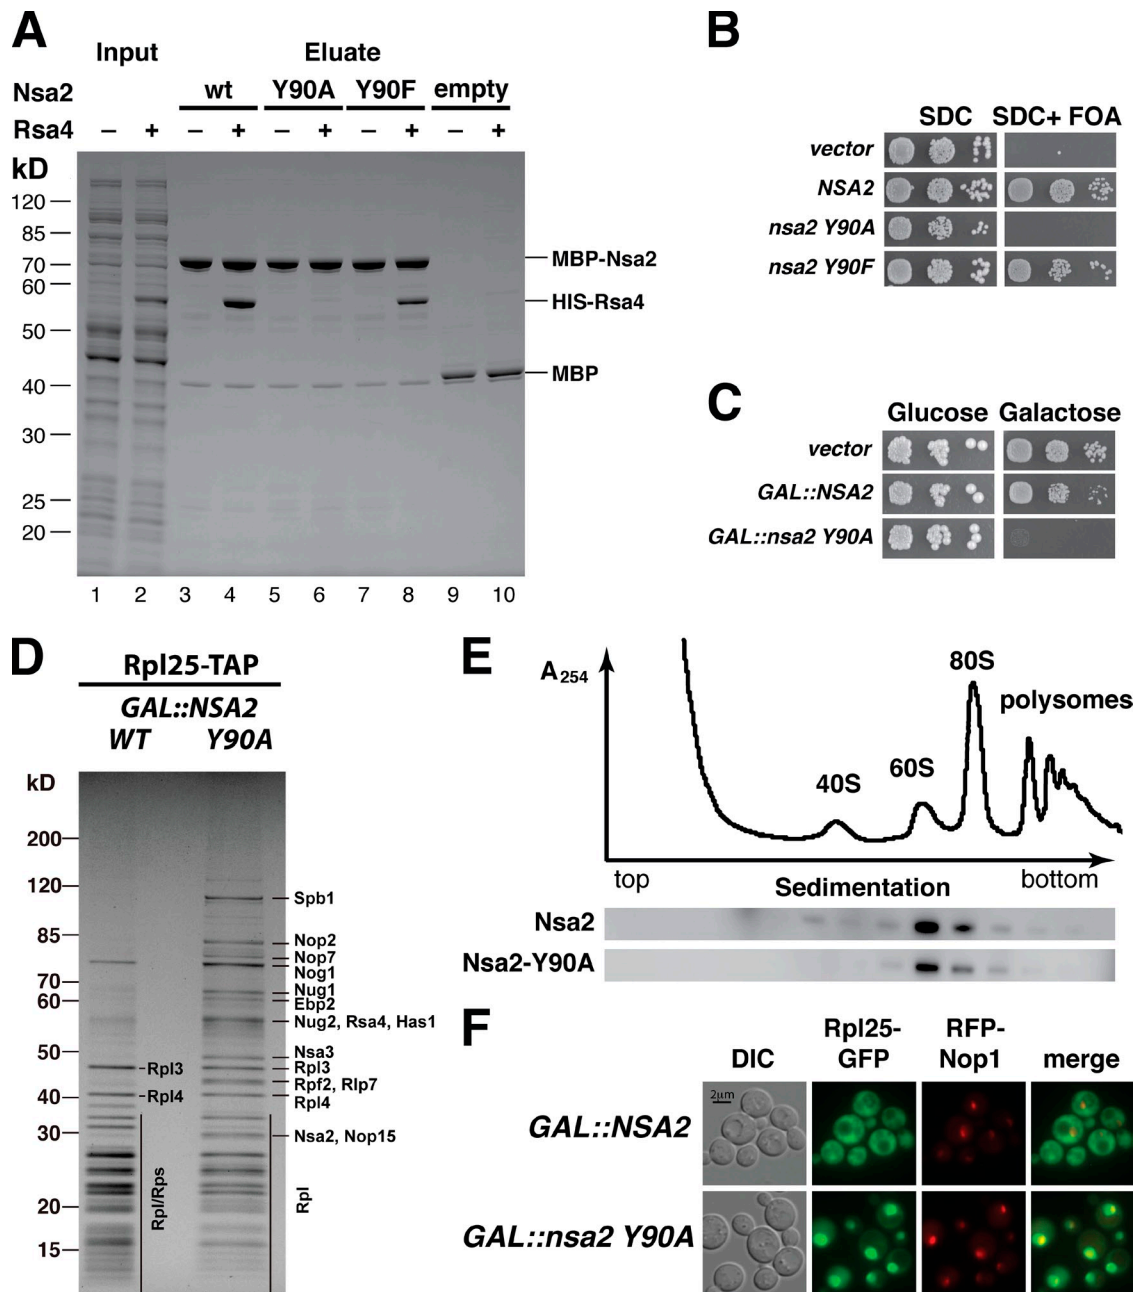 A
Input Eluate
Nsa2 wt Y90A Y90F empty
Rsa4 – + – + – + – + – +
kD
120
85
70
60
50
40
30
25
20
MBP-Nsa2
HIS-Rsa4
MBP
1 2 3 4 5 6 7 8 9 10
B
SDC SDC+ FOA
vector
NSA2
nsa2 Y90A
nsa2 Y90F
C
Glucose Galactose
vector
GAL::NSA2
GAL::nsa2 Y90A
D
Rpl25-TAP
GAL::NSA2
WT Y90A
kD
200
120
85
70
60
50
40
30
20
15
Rpl3
Rpl4
Rpl/Rps
Spb1
Nop2
Nop7
Nog1
Nug1
Ebp2
Nug2, Rsa4, Has1
Nsa3
Rpl3
Rpf2, Rlp7
Rpl4
Nsa2, Nop15
Rpl
E
A254
40S
60S
80S
polysomes
top
Sedimentation
bottom
Nsa2
Nsa2-Y90A
F
DIC Rpl25-GFP RFP-Nop1 merge
2µm
GAL::NSA2
GAL::nsa2 Y90A